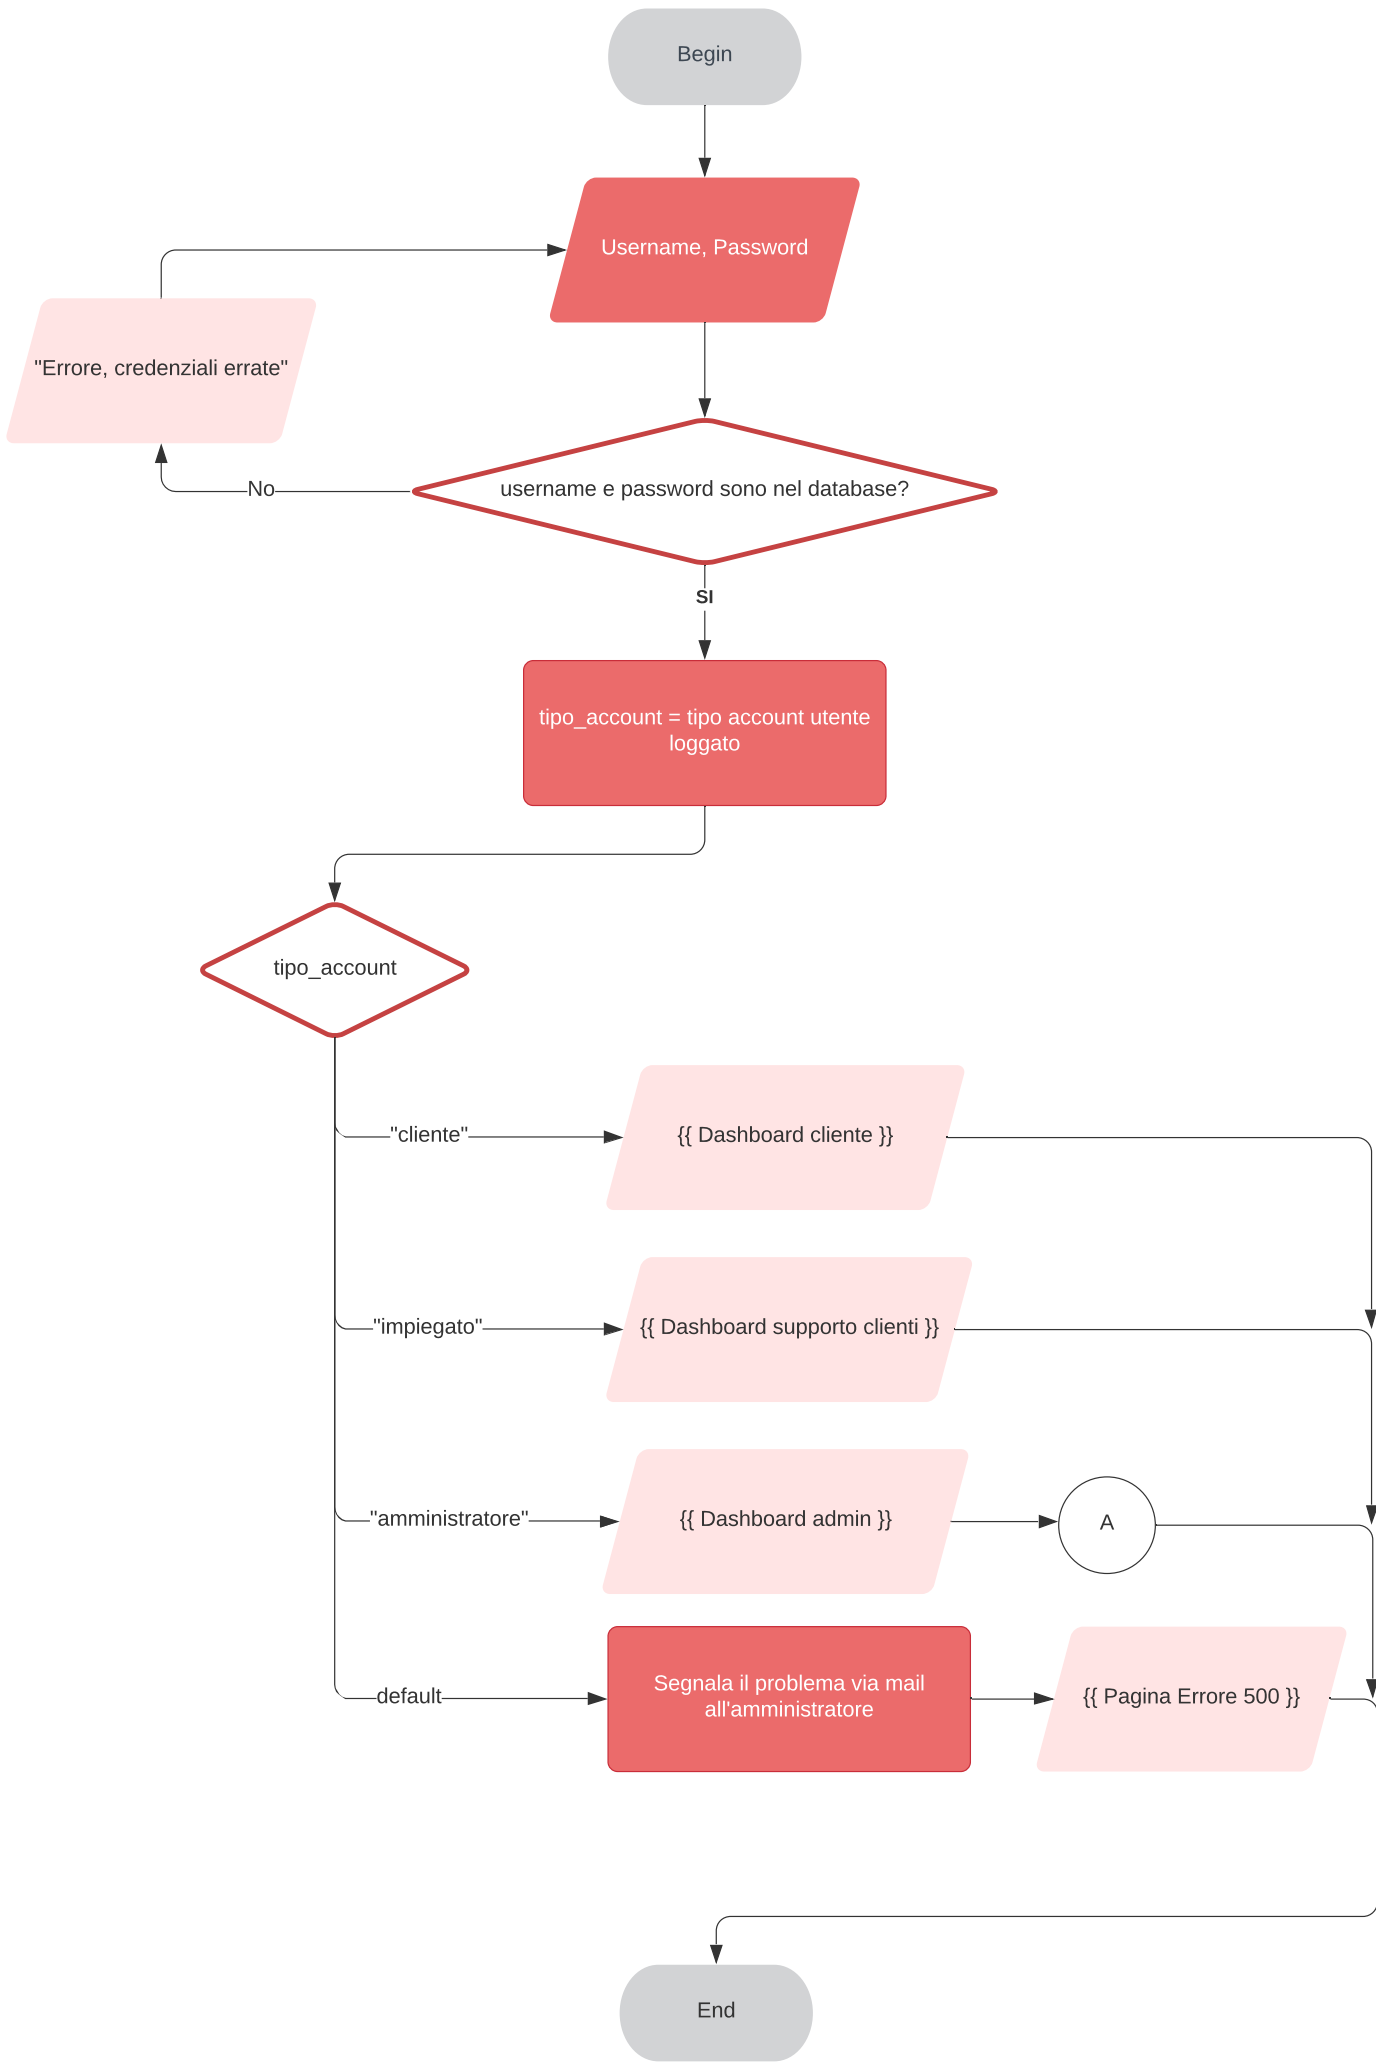 Begin
Username, Password
"Errore, credenziali errate"
username e password sono nel database?
No
SI
tipo_account = tipo account utente
loggato
tipo_account
"cliente"
{{ Dashboard cliente }}
"impiegato"
{{ Dashboard supporto clienti }}
"amministratore"
{{ Dashboard admin }}
A
default
Segnala il problema via mail
all'amministratore
{{ Pagina Errore 500 }}
End